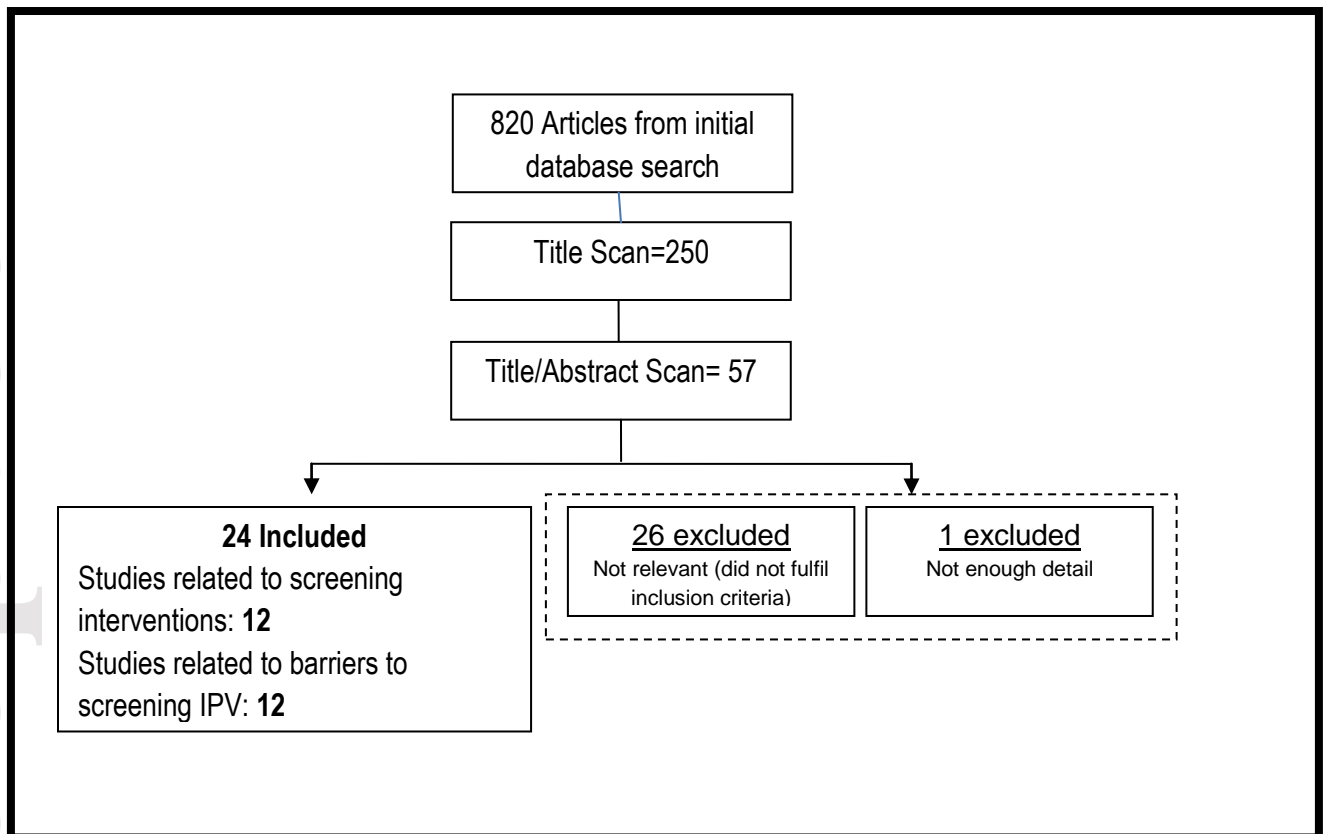 820 Articles from initial
database search
Title Scan=250
Title/Abstract Scan= 57
24 Included
Studies related to screening
interventions: 12
Studies related to barriers to
screening IPV: 12
26 excluded
Not relevant (did not fulfil
inclusion criteria)
1 excluded
Not enough detail